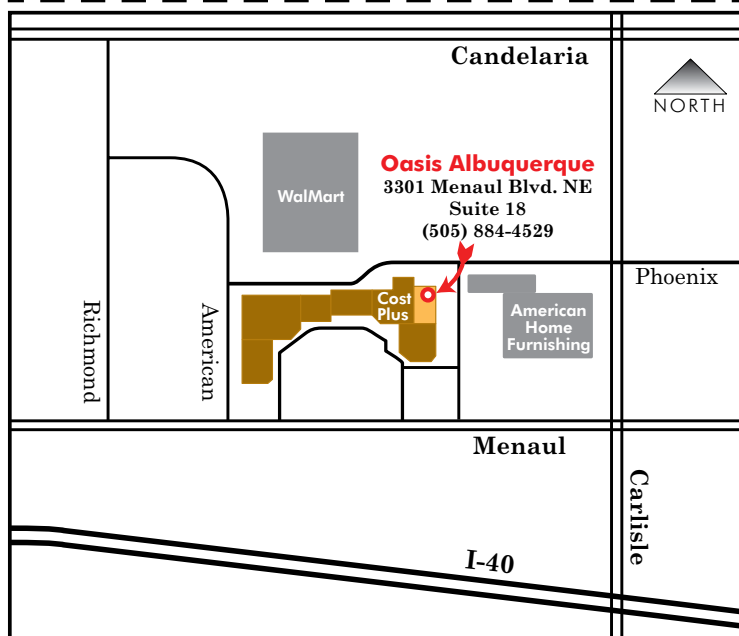 Candelaria
NORTH
WalMart
Oasis Albuquerque
3301 Menaul Blvd. NE
Suite 18
(505) 884-4529
Phoenix
Richmond
American
Cost
Plus
American
Home
Furnishing
Menaul
Carlisle
I-40